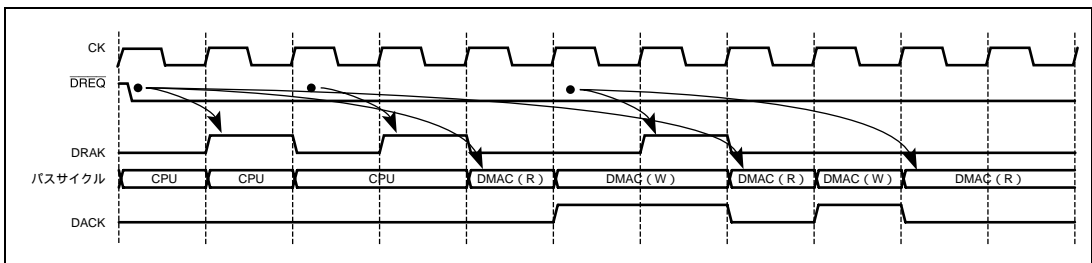 CK
DREQ
DRAK
バスサイクル CPU CPU CPU DMAC（R） DMAC（W） DMAC（R） DMAC（W） DMAC（R）
DACK